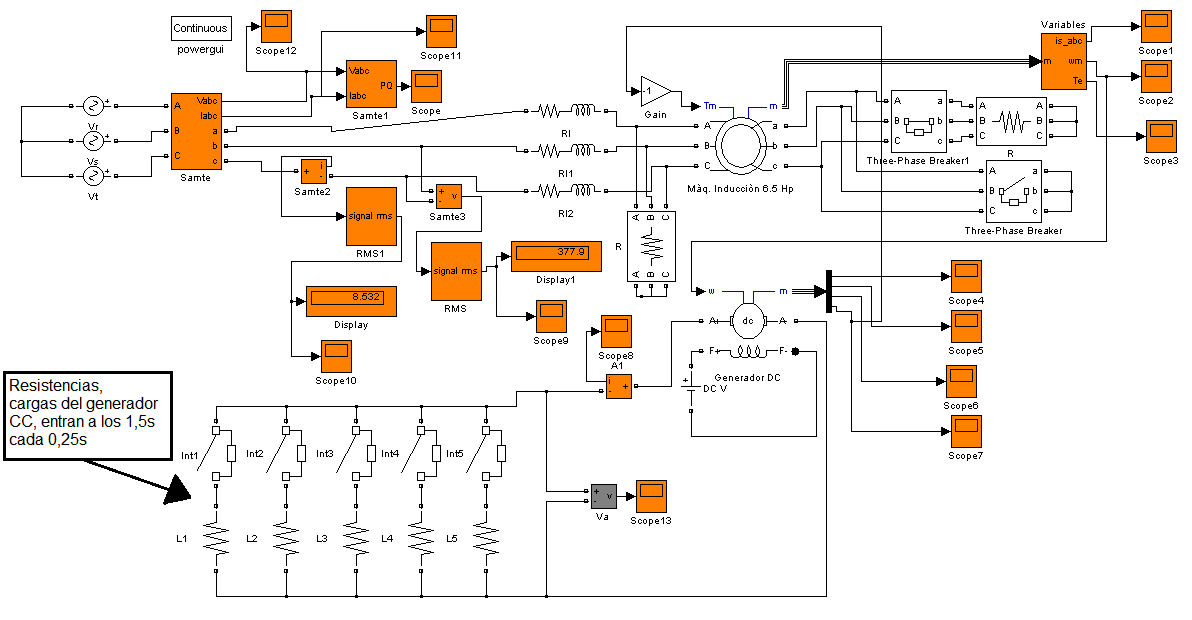 Continuous
powergui
Scope12
Scope11
Vabc
Iabc
PQ
Samte1
Scope
Variables
m
is_abc
wm
Te
Scope1
Scope2
Scope3
Vr
Vs
Vt
A
B
C
Vabc
Iabc
a
b
c
Samte
Rl
Rl1
Rl2
-1
Gain
Tm
m
A
B
C
a
b
c
Màq. Inducciòn 6.5 Hp
A
B
C
a
b
c
Three-Phase Breaker1
A
B
C
A
B
C
R
A
B
C
a
b
c
Three-Phase Breaker
+
i
-
Samte2
+
-
v
Samte3
signal rms
RMS1
signal rms
RMS
377.9
Display1
8.532
Display
Scope10
Scope9
A
B
C
R
A
B
C
w
m
A+
dc
A-
F+
F-
Generador DC
+
DC V
Scope4
Scope5
Scope6
Scope7
Scope8
i
-
+
A1
Resistencias,
cargas del generador
CC, entran a los 1,5s
cada 0,25s
Int1
Int2
Int3
Int4
Int5
L1
L2
L3
L4
L5
+
-
v
Va
Scope13